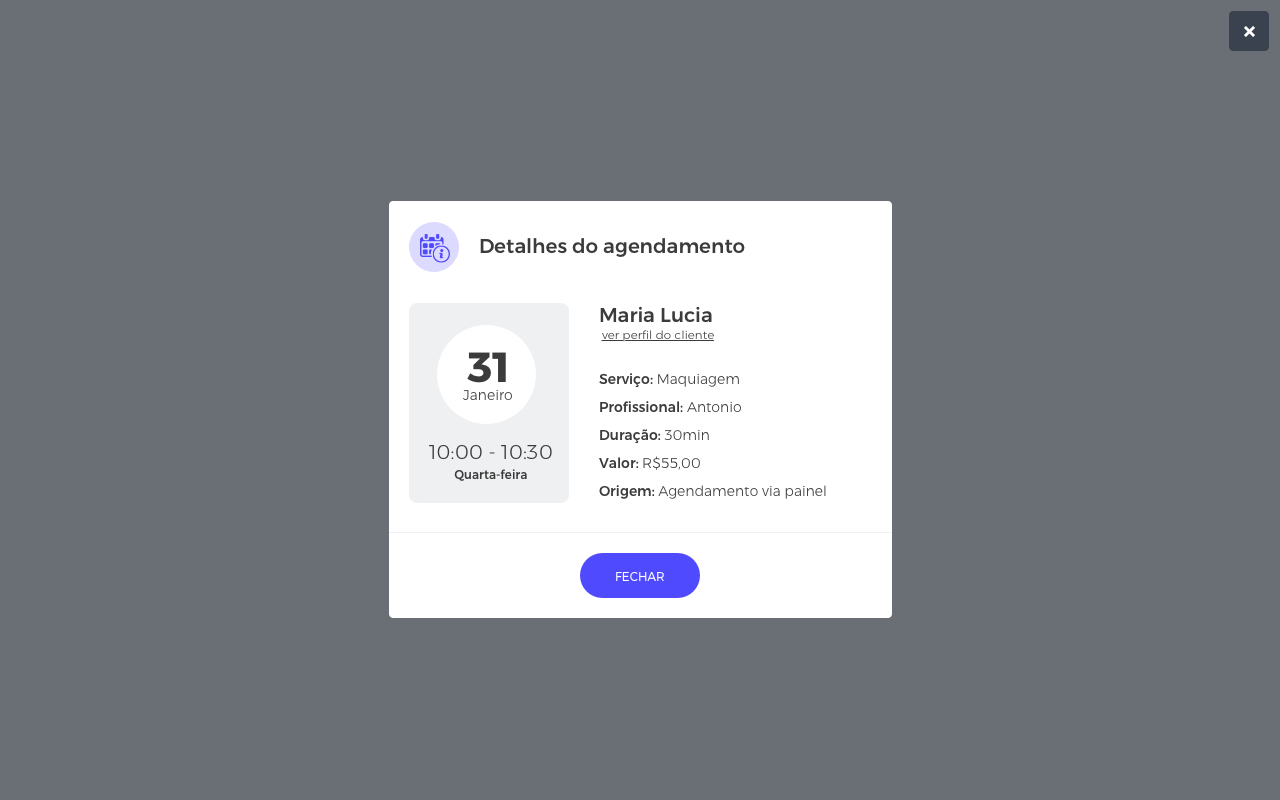 Detalhes do agendamento
31
Janeiro
10:00 - 10:30
Quarta-feira
Maria Lucia
ver perfil do cliente
Serviço: Maquiagem
Profissional: Antonio
Duração: 30min
Valor: R$55,00
Origem: Agendamento via painel
FECHAR